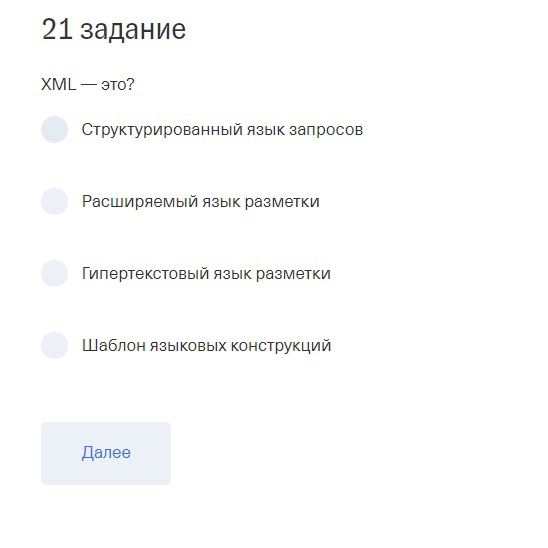 21 задание
XML — это?
Структурированный язык запросов
Расширяемый язык разметки
Гипертекстовый язык разметки
Шаблон языковых конструкций
Далее